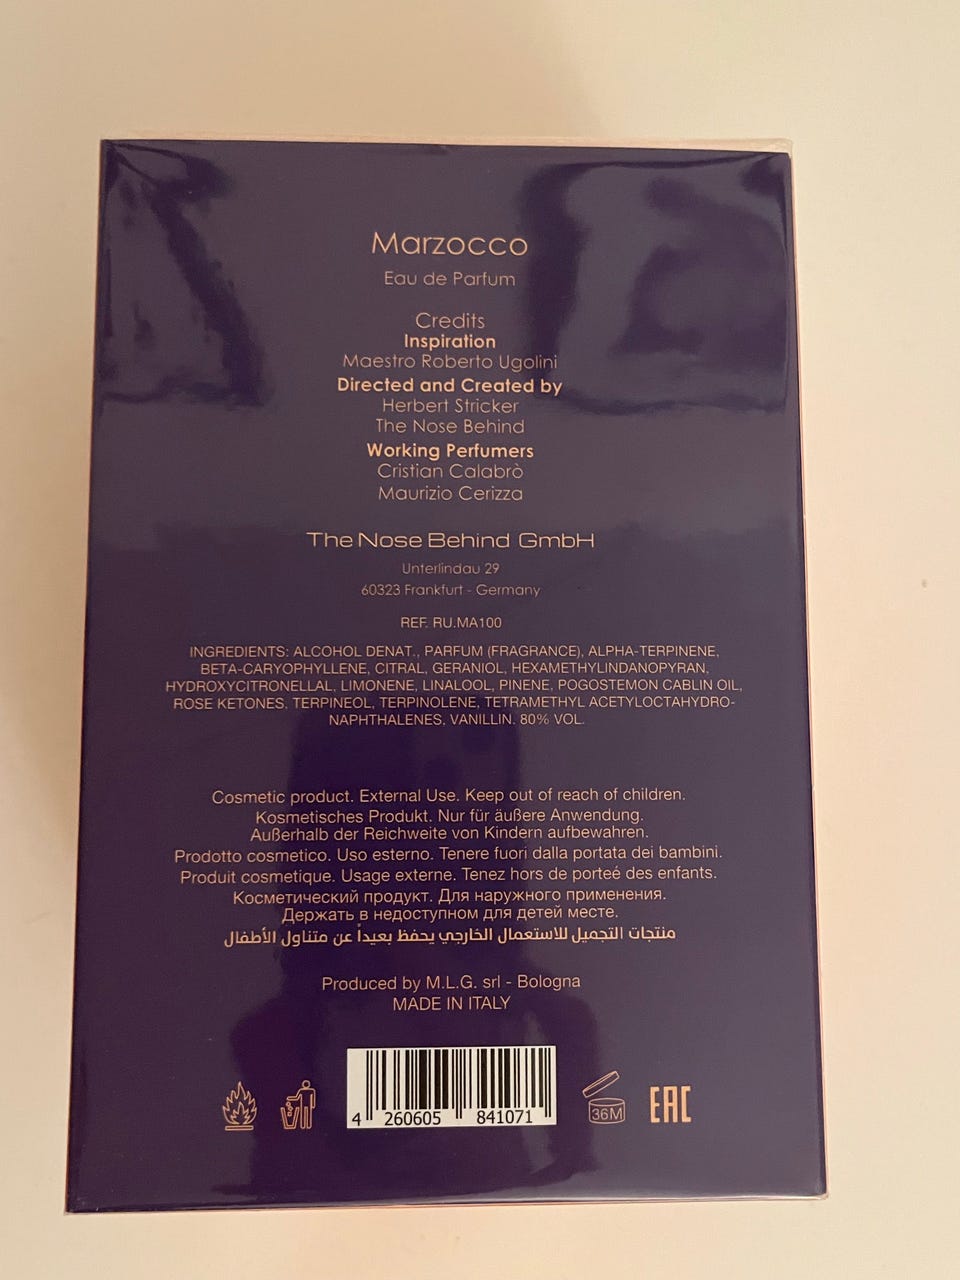 Marzocco
Eau de Parfum
Credits
Inspiration
Maestro Roberto Ugolini
Directed and Created by
Herbert Stricker
The Nose Behind
Working Perfumers
Cristian Calabrò
Maurizio Cerizza
The Nose Behind GmbH
Unterlindau 29
60323 Frankfurt - Germany
REF. RU.MA100
INGREDIENTS: ALCOHOL DENAT., PARFUM (FRAGRANCE), ALPHA-TERPINENE,
BETA-CARYOPHYLLENE, CITRAL, GERANIOL, HEXAMETHYLINDANOPYRAN,
HYDROXYCITRONELLAL, LIMONENE, LINALOOL, PINENE, POGOSTEMON CABLIN OIL,
ROSE KETONES, TERPINEOL, TERPINOLENE, TETRAMETHYL ACETYLOCTAHYDRO-
NAPHTHALENES, VANILLIN. 80% VOL.
Cosmetic product. External Use. Keep out of reach of children.
Kosmetisches Produkt. Nur für äußere Anwendung.
Außerhalb der Reichweite von Kindern aufbewahren.
Prodotto cosmetico. Uso esterno. Tenere fuori dalla portata dei bambini.
Produit cosmetique. Usage externe. Tenez hors de porteé des enfants.
Косметический продукт. Для наружного применения.
Держать в недоступном для детей месте.
منتجات التجميل للاستعمال الخارجي يحفظ بعيداً عن متناول الأطفال
Produced by M.L.G. srl - Bologna
MADE IN ITALY
4 260605 841071
36M
EAC